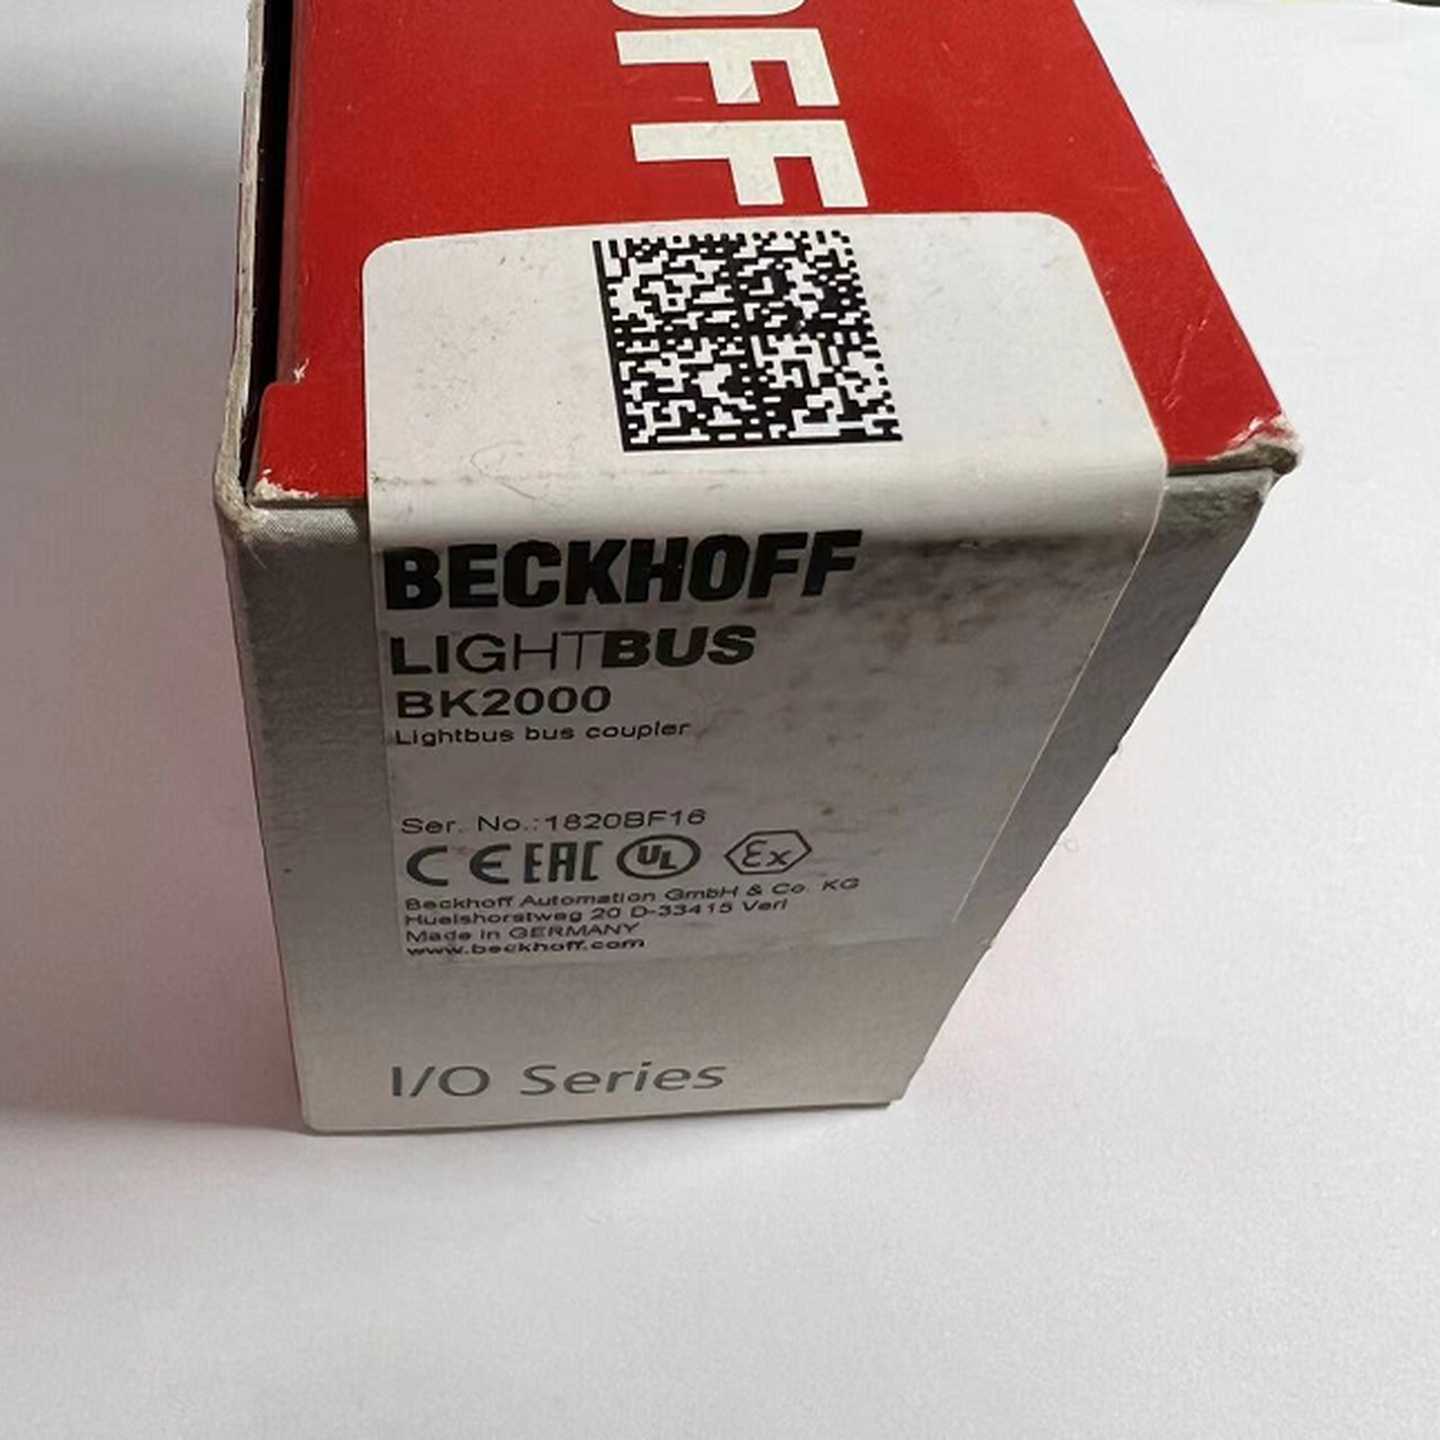 OFF
BECKHOFF
LIGHTBUS
BK2000
Lightbus bus coupler
Ser. No.:1820BF16
CE EAC UL Ex
Beckhoff Automation GmbH & Co. KG
Huelshorstweg 20 D-33415 Verl
Made in GERMANY
www.beckhoff.com
I/O Series